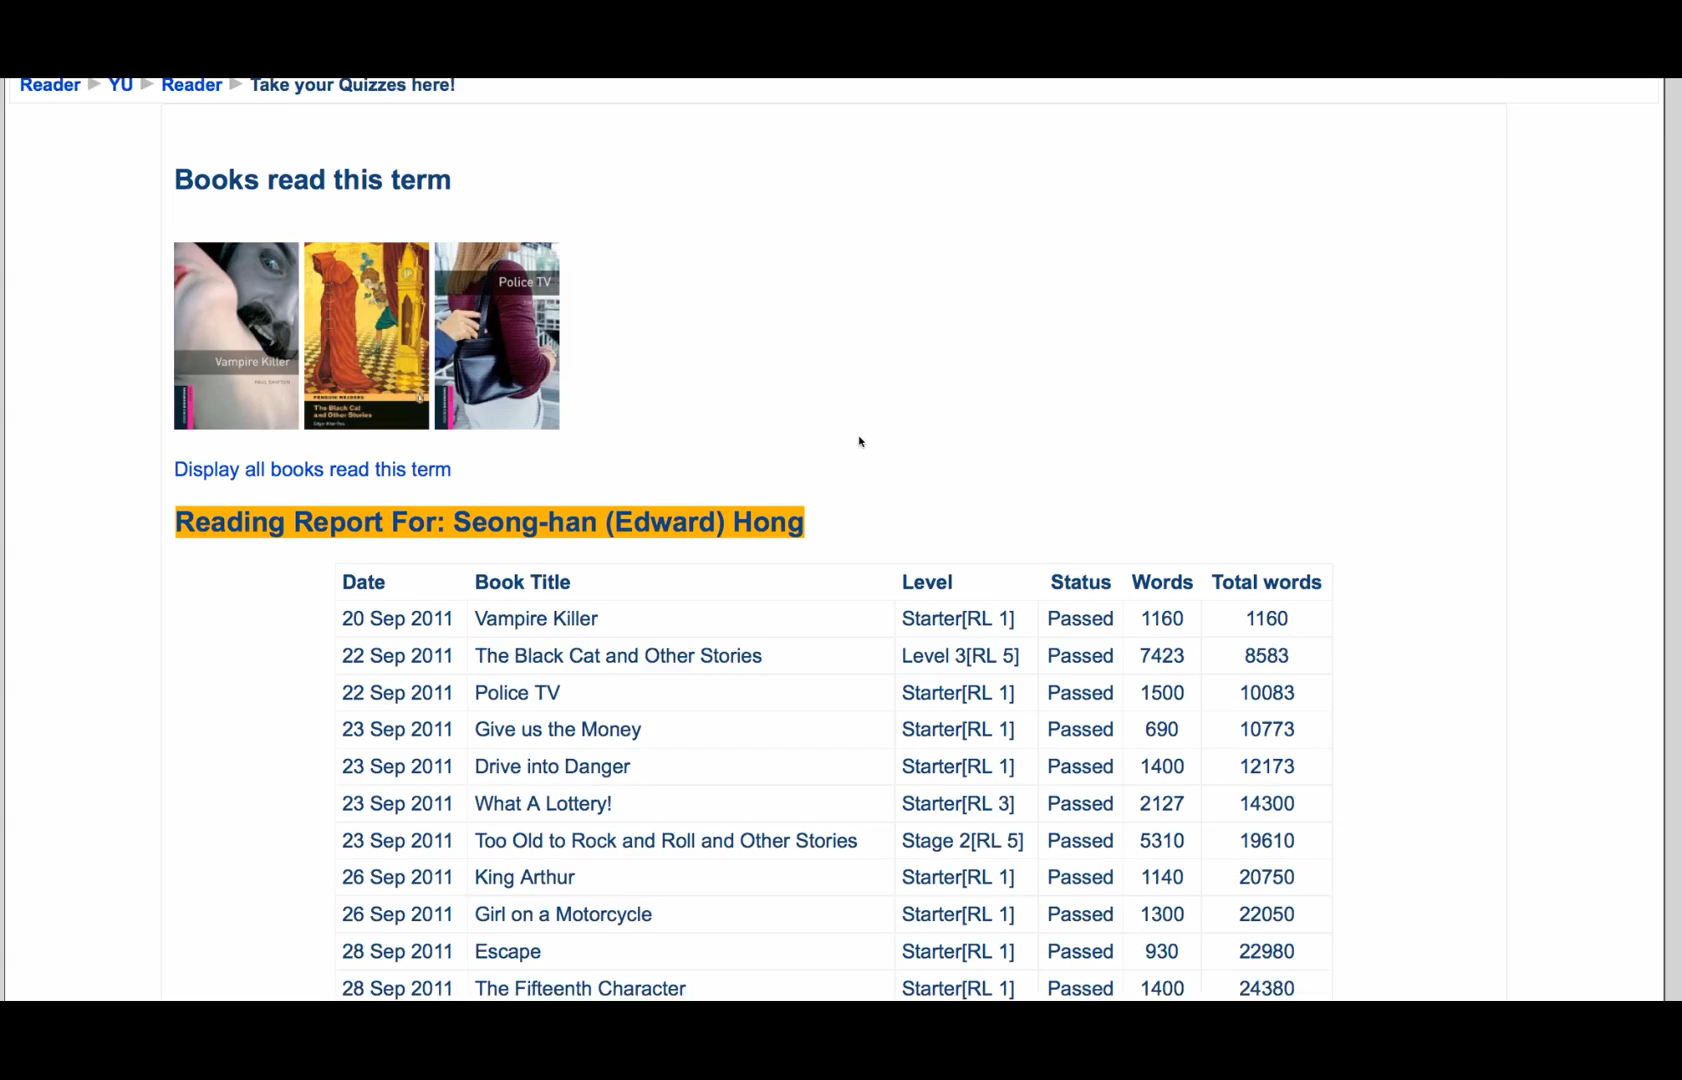 Reader ► YU ► Reader ► Take your Quizzes here!
Books read this term
Vampire Killer
PENGUIN READERS
The Black Cat
and Other Stories
Edgar Allan Poe
Police TV
Display all books read this term
Reading Report For: Seong-han (Edward) Hong
Date Book Title Level Status Words Total words
20 Sep 2011 Vampire Killer Starter[RL 1] Passed 1160 1160
22 Sep 2011 The Black Cat and Other Stories Level 3[RL 5] Passed 7423 8583
22 Sep 2011 Police TV Starter[RL 1] Passed 1500 10083
23 Sep 2011 Give us the Money Starter[RL 1] Passed 690 10773
23 Sep 2011 Drive into Danger Starter[RL 1] Passed 1400 12173
23 Sep 2011 What A Lottery! Starter[RL 3] Passed 2127 14300
23 Sep 2011 Too Old to Rock and Roll and Other Stories Stage 2[RL 5] Passed 5310 19610
26 Sep 2011 King Arthur Starter[RL 1] Passed 1140 20750
26 Sep 2011 Girl on a Motorcycle Starter[RL 1] Passed 1300 22050
28 Sep 2011 Escape Starter[RL 1] Passed 930 22980
28 Sep 2011 The Fifteenth Character Starter[RL 1] Passed 1400 24380